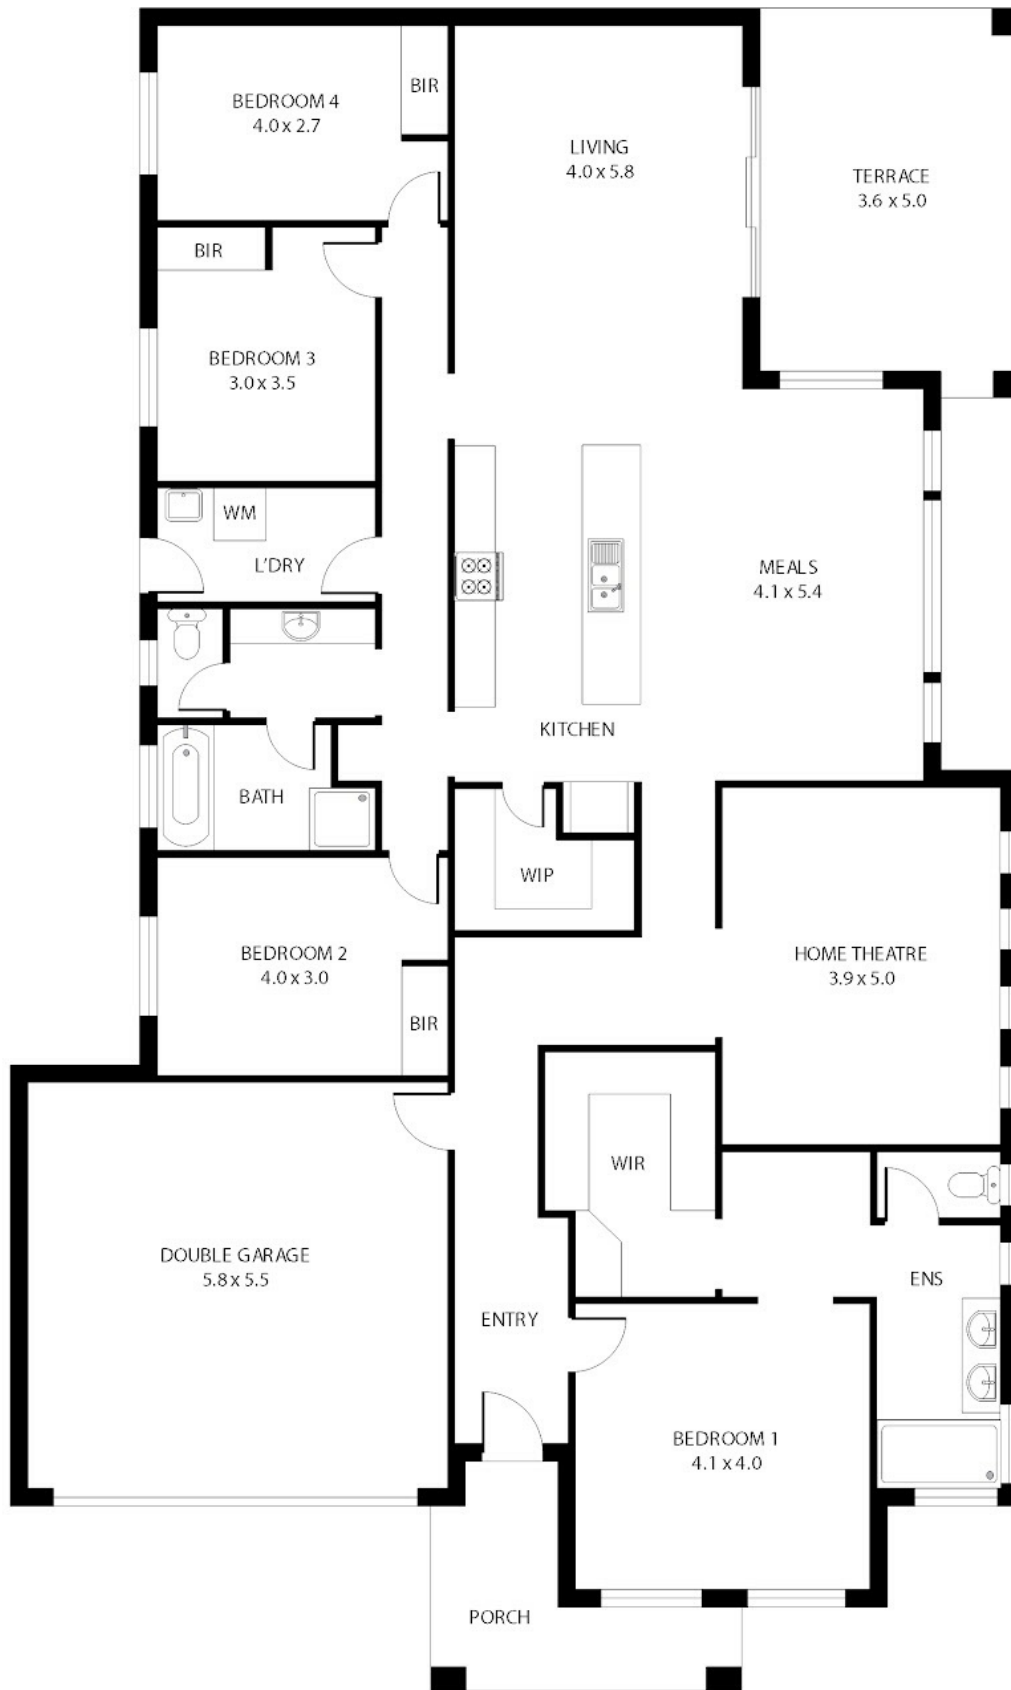 BEDROOM 4
4.0 x 2.7
BIR
LIVING
4.0 x 5.8
TERRACE
3.6 x 5.0
BIR
BEDROOM 3
3.0 x 3.5
WM
L'DRY
MEALS
4.1 x 5.4
KITCHEN
BATH
WIP
BEDROOM 2
4.0 x 3.0
BIR
HOME THEATRE
3.9 x 5.0
WIR
DOUBLE GARAGE
5.8 x 5.5
ENS
ENTRY
BEDROOM 1
4.1 x 4.0
PORCH